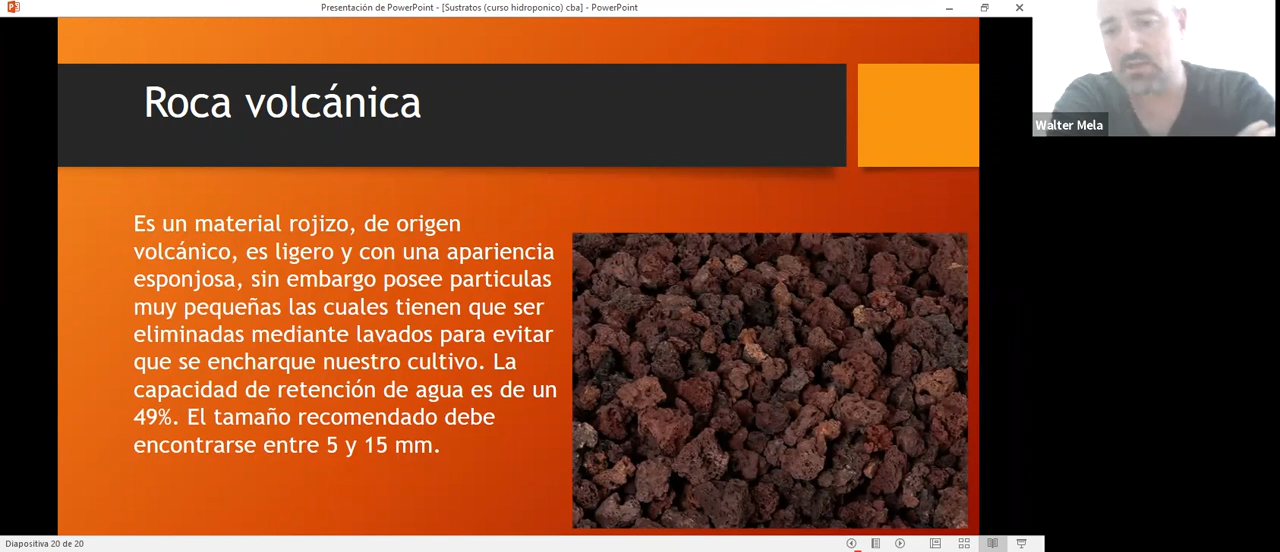 Presentación de PowerPoint - [Sustratos (curso hidroponico) cba] - PowerPoint
Roca volcánica
Walter Mela
Es un material rojizo, de origen
volcánico, es ligero y con una apariencia
esponjosa, sin embargo posee particulas
muy pequeñas las cuales tienen que ser
eliminadas mediante lavados para evitar
que se encharque nuestro cultivo. La
capacidad de retención de agua es de un
49%. El tamaño recomendado debe
encontrarse entre 5 y 15 mm.
Diapositiva 20 de 20